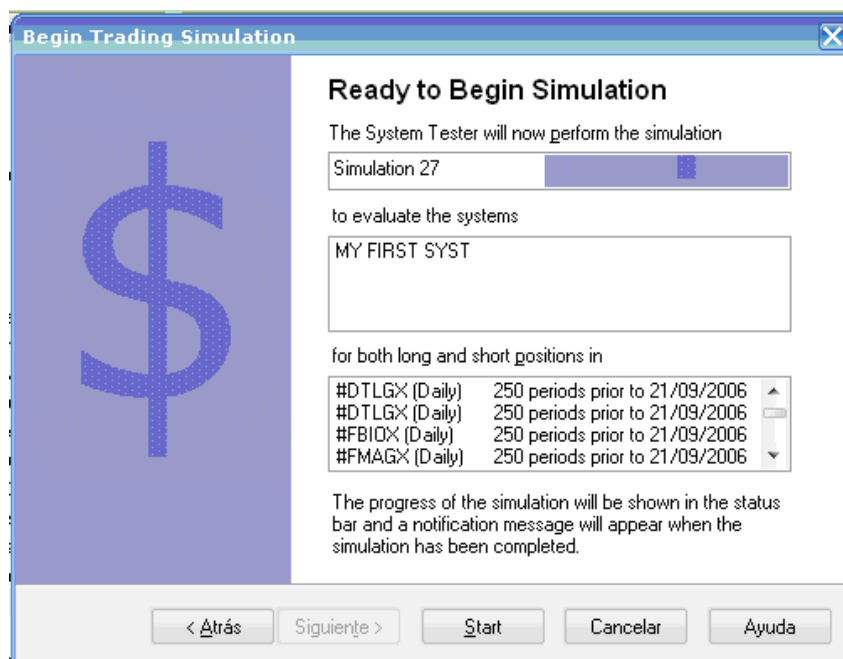 Begin Trading Simulation
$
Ready to Begin Simulation
The System Tester will now perform the simulation
Simulation 27
to evaluate the systems
MY FIRST SYST
for both long and short positions in
#DTLGX (Daily) 250 periods prior to 21/09/2006
#DTLGX (Daily) 250 periods prior to 21/09/2006
#FBIOX (Daily) 250 periods prior to 21/09/2006
#FMAGX (Daily) 250 periods prior to 21/09/2006
The progress of the simulation will be shown in the status
bar and a notification message will appear when the
simulation has been completed.
< Atrás Siguiente > Start Cancelar Ayuda